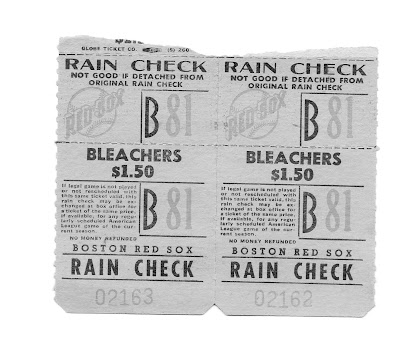 GLOBE TICKET CO.
RAIN CHECK
NOT GOOD IF DETACHED FROM
ORIGINAL RAIN CHECK
RED SOX
B 81
BLEACHERS
$1.50
If legal game is not played
or not rescheduled with
this ticket valid, this
rain check may be ex-
changed at box office for
a ticket of the same price,
if available, for any regu-
larly scheduled American
League game of the cur-
rent season.
B 81
NO MONEY REFUNDED
BOSTON RED SOX
RAIN CHECK
02163
RAIN CHECK
NOT GOOD IF DETACHED FROM
ORIGINAL RAIN CHECK
RED SOX
B 81
BLEACHERS
$1.50
If legal game is not played
or not rescheduled with
this ticket valid, this
rain check may be ex-
changed at box office for
a ticket of the same price,
if available, for any regu-
larly scheduled American
League game of the cur-
rent season.
B 81
NO MONEY REFUNDED
BOSTON RED SOX
RAIN CHECK
02162